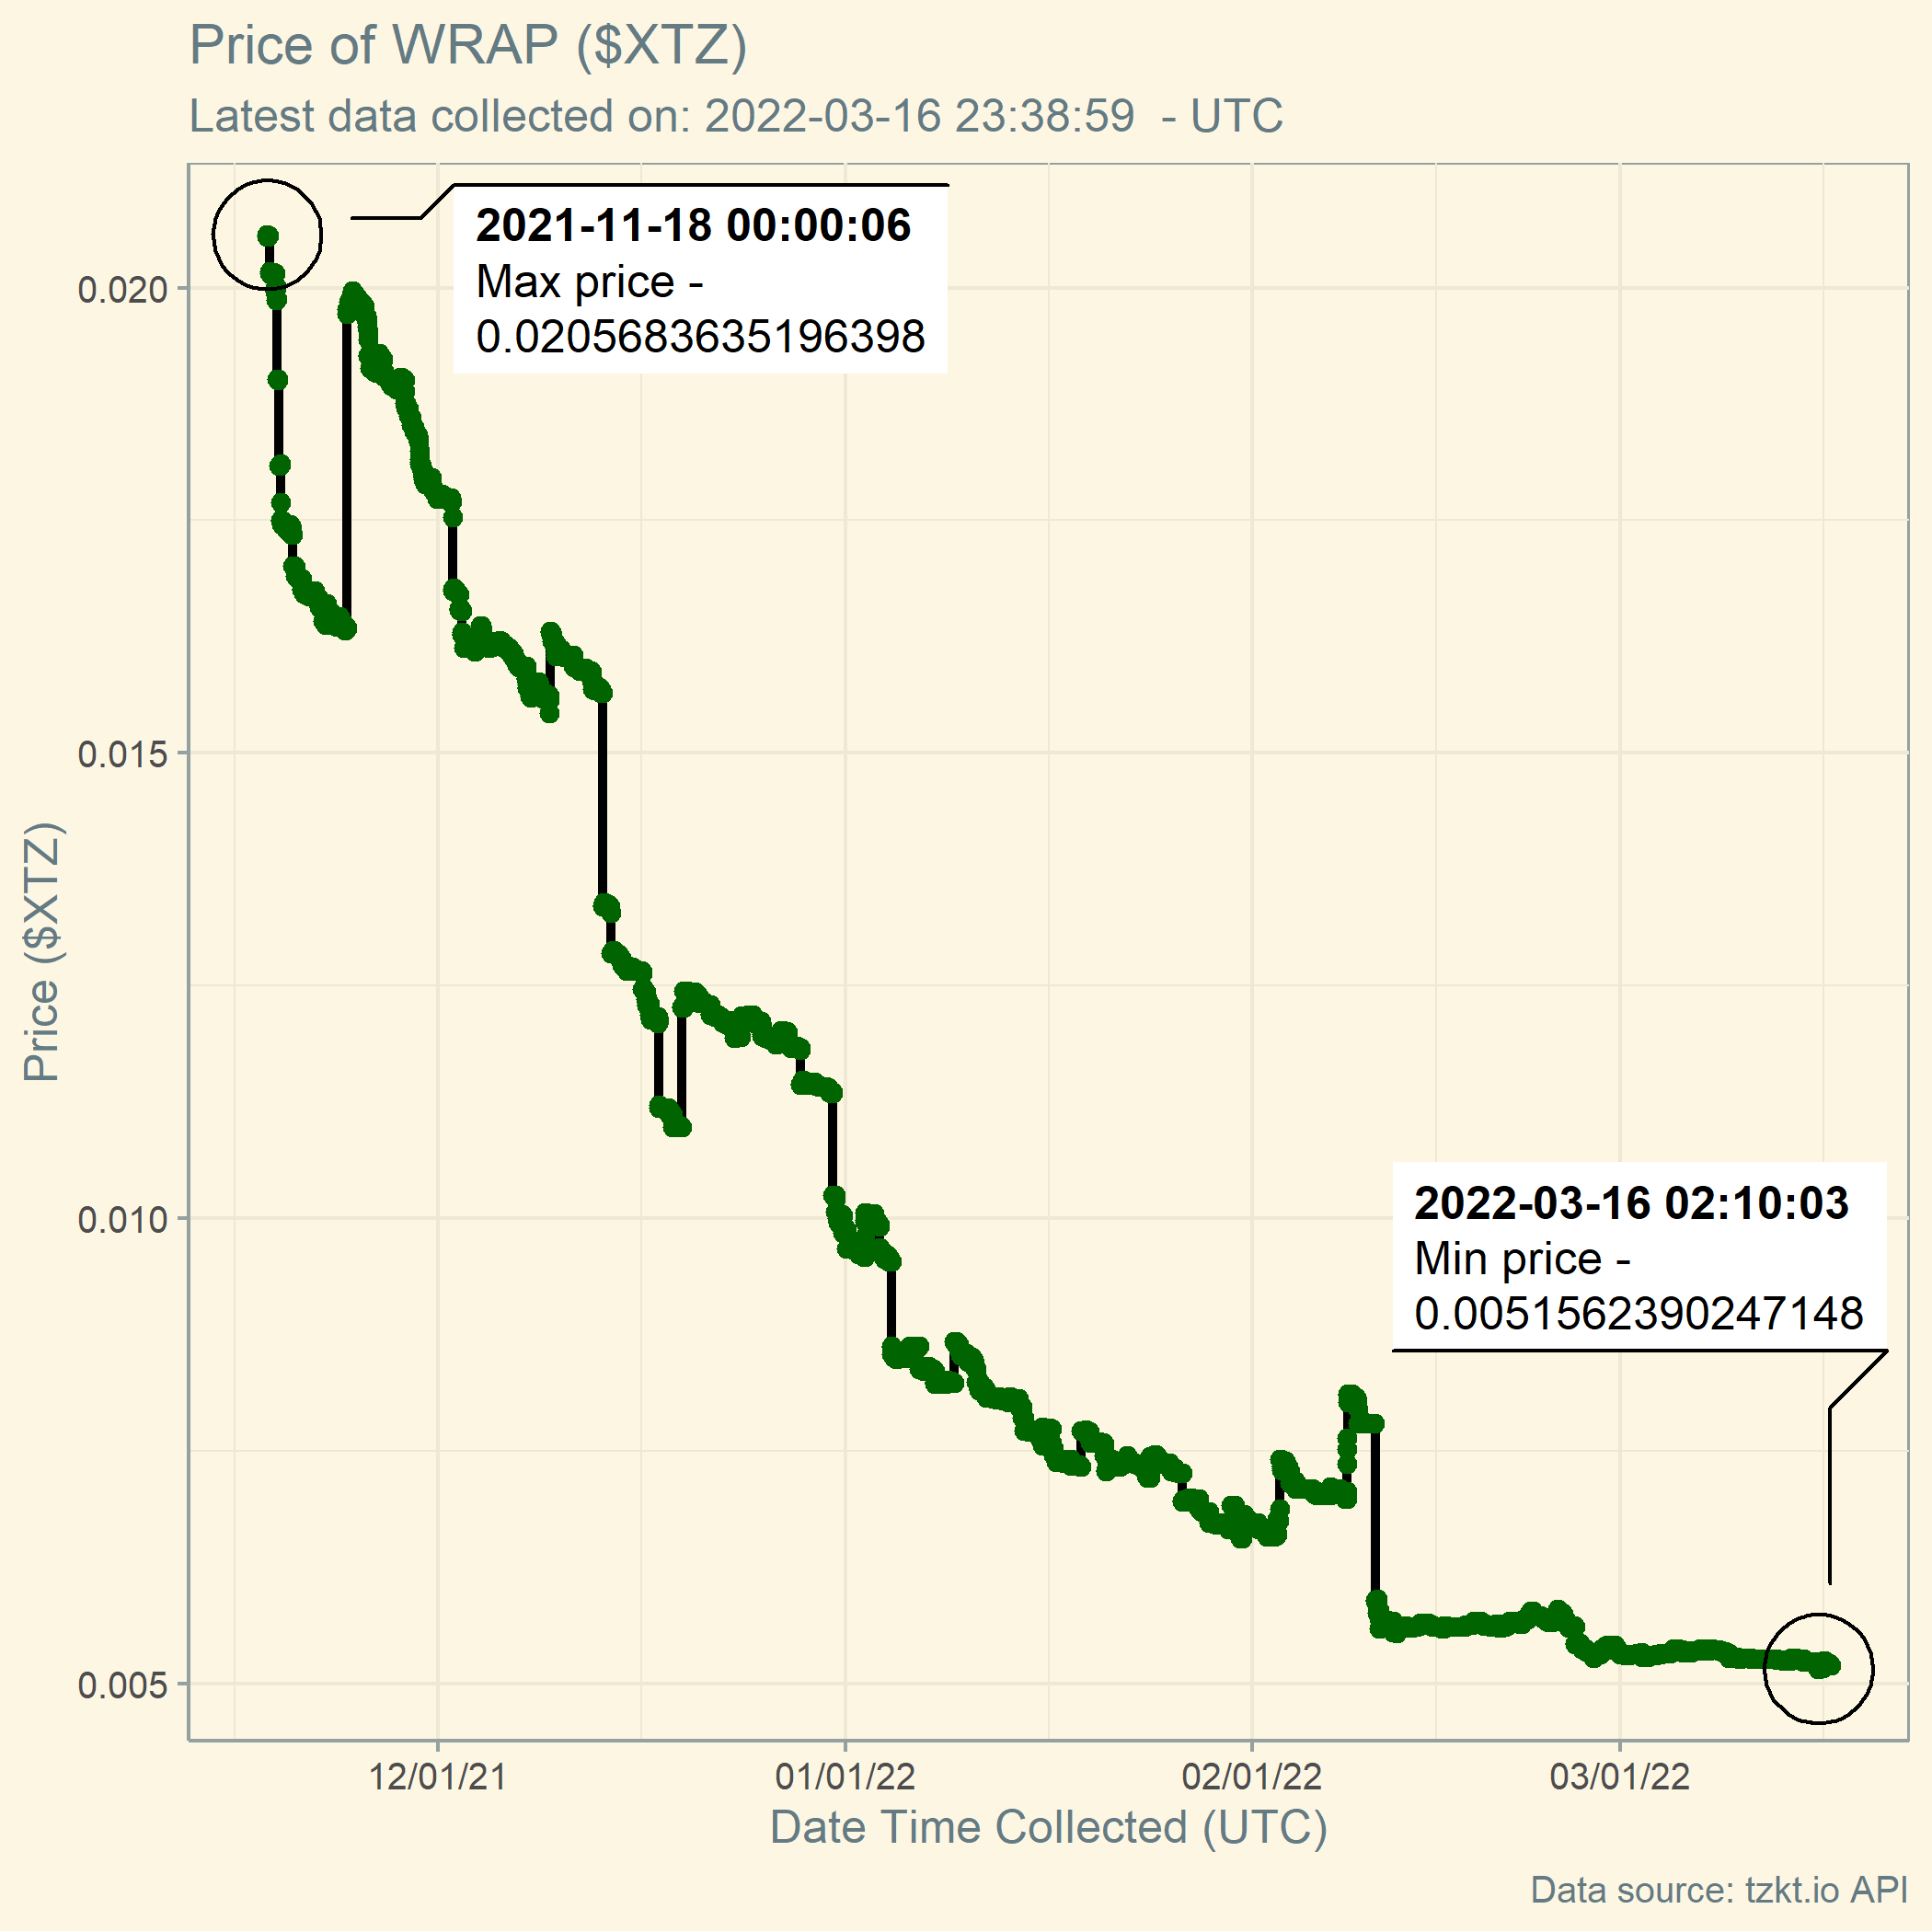 Price of WRAP ($XTZ)
Latest data collected on: 2022-03-16 23:38:59 - UTC
2021-11-18 00:00:06
Max price -
0.0205683635196398
0.020
0.015
0.010
0.005
Price ($XTZ)
2022-03-16 02:10:03
Min price -
0.0051562390247148
12/01/21
01/01/22
02/01/22
03/01/22
Date Time Collected (UTC)
Data source: tzkt.io API